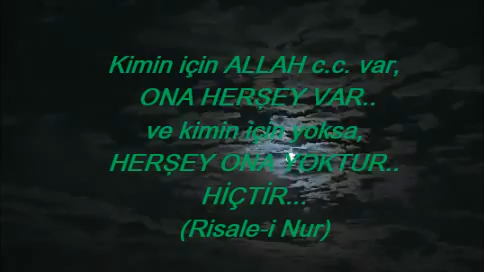 Kimin için ALLAH c.c. var,
ONA HERŞEY VAR..
ve kimin için yoksa,
HERŞEY ONA YOKTUR..
HİÇTİR...
(Risale-i Nur)